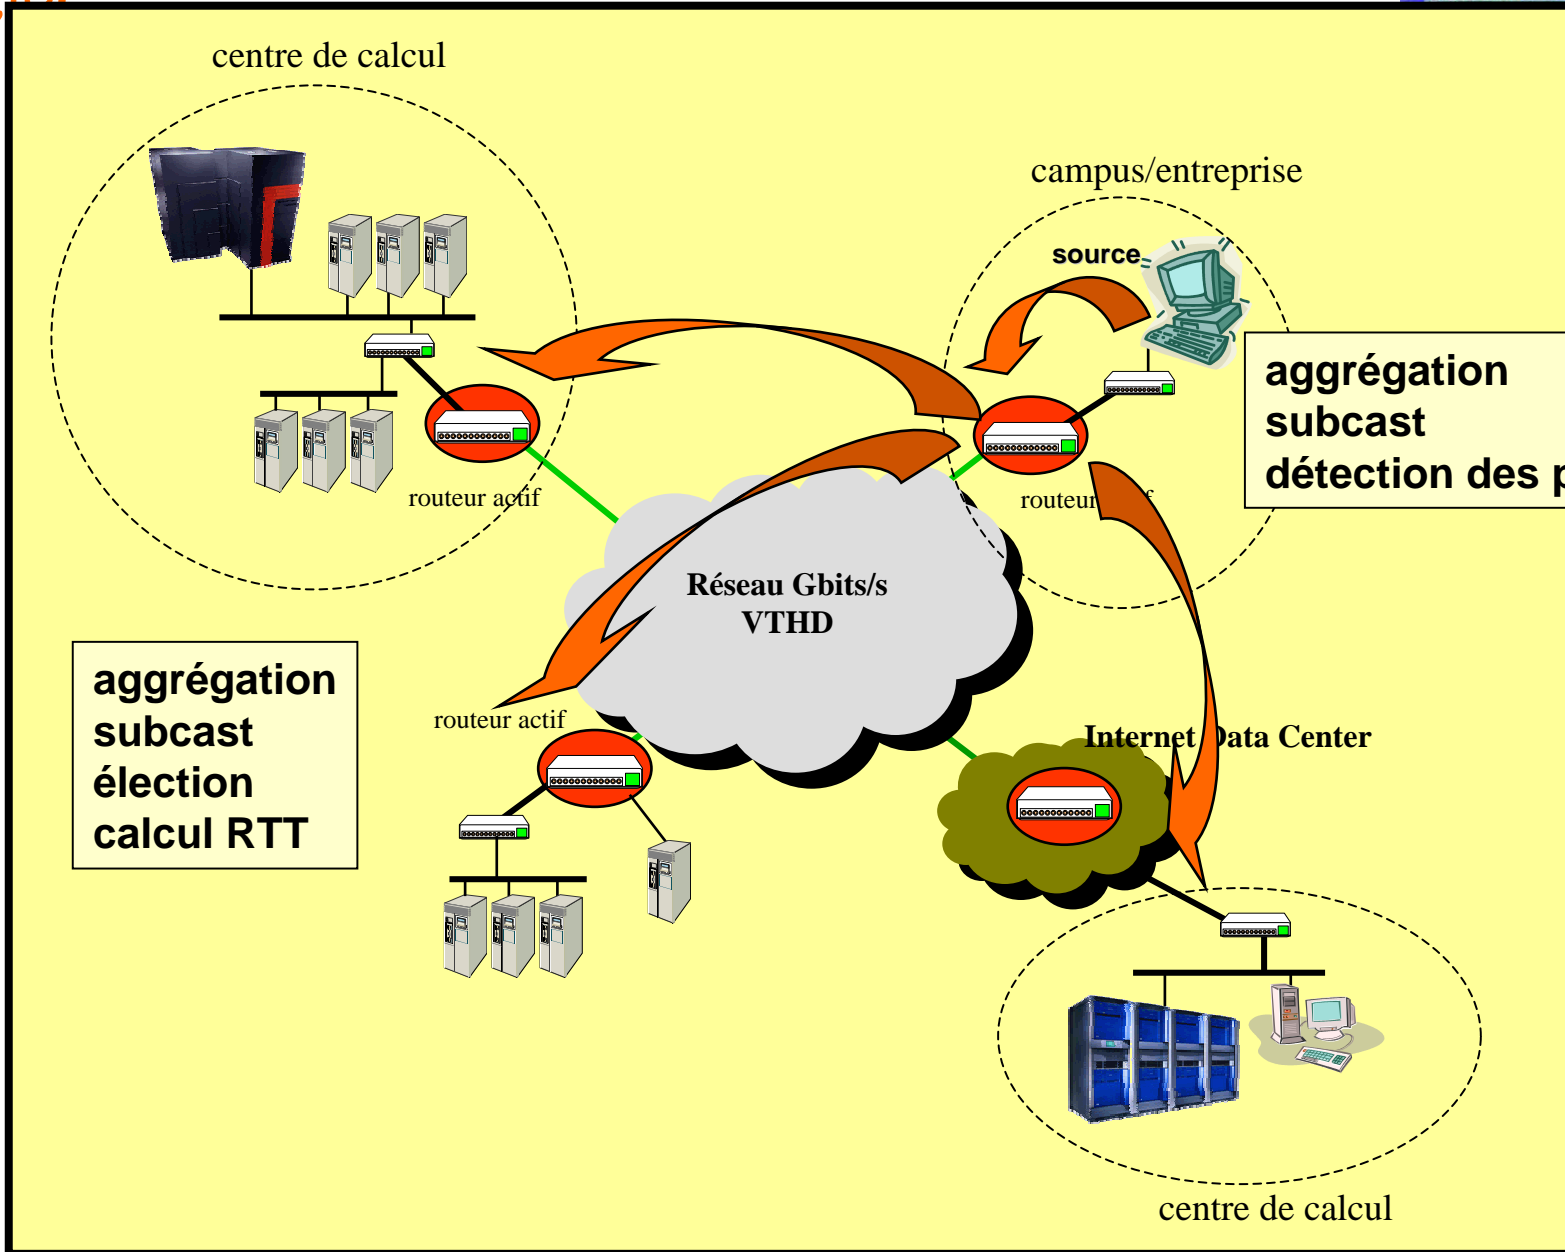 centre de calcul
campus/entreprise
source
aggrégation
subcast
détection des
routeur actif
routeur
Réseau Gbits/s
VTHD
aggrégation
subcast
élection
calcul RTT
routeur actif
Internet Data Center
centre de calcul